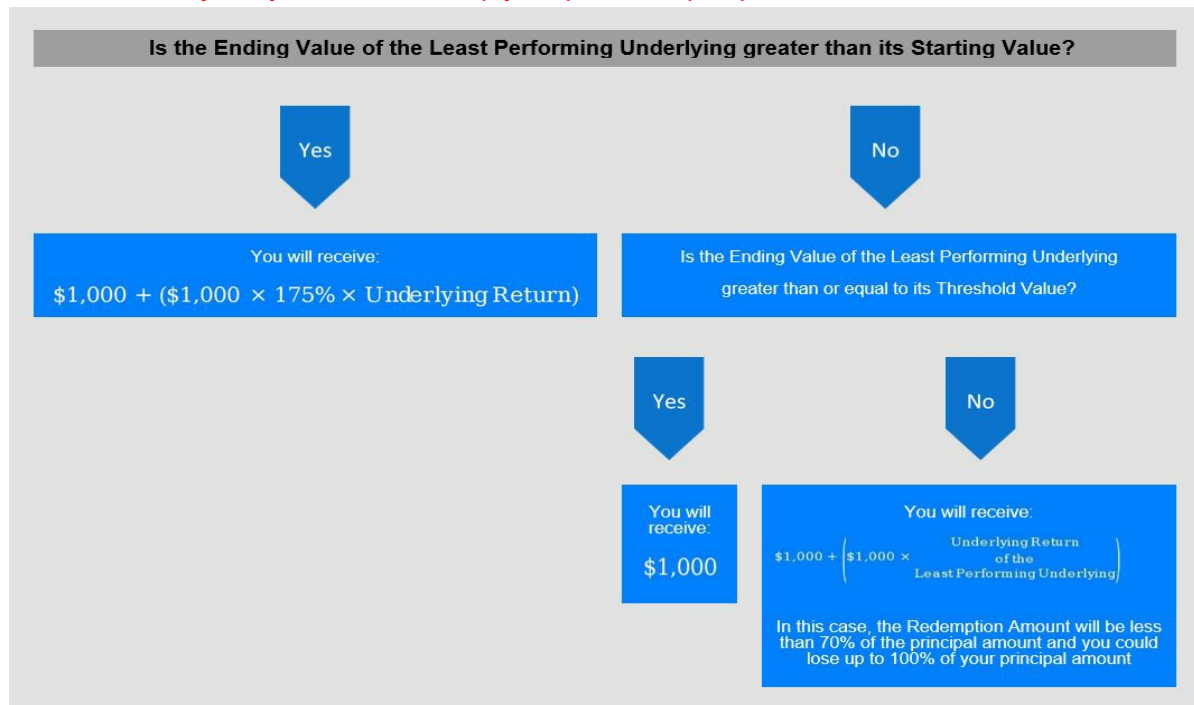 Is the Ending Value of the Least Performing Underlying greater than its Starting Value?
Yes
No
You will receive:
$1,000 + ($1,000 × 175% × Underlying Return)
Is the Ending Value of the Least Performing Underlying
greater than or equal to its Threshold Value?
Yes
No
You will
receive:
$1,000
You will receive:
$1,000 + ($1,000 × Underlying Return
of the
Least Performing Underlying)
In this case, the Redemption Amount will be less
than 70% of the principal amount and you could
lose up to 100% of your principal amount